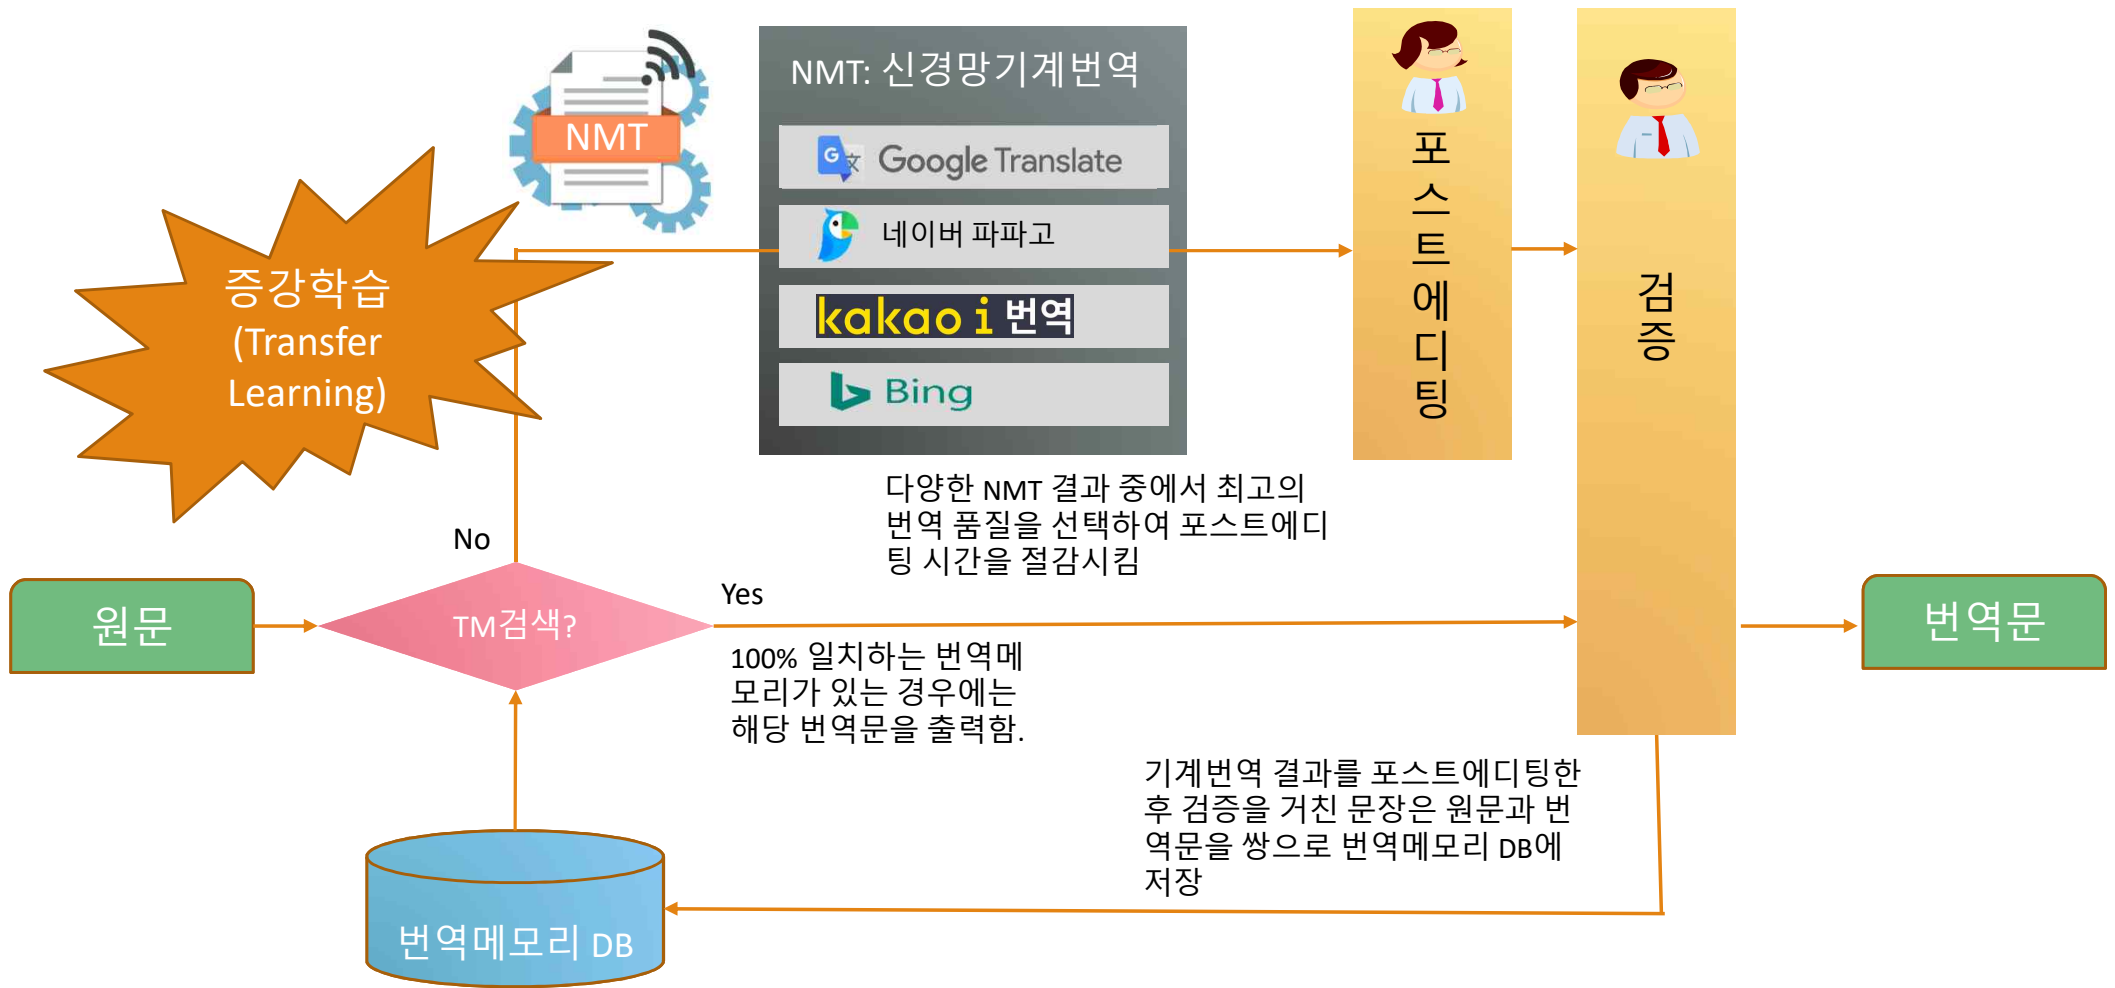 NMT
NMT: 신경망기계번역
Google Translate
네이버 파파고
kakao i 번역
Bing
포스트에디팅
검증
증강학습
(Transfer
Learning)
다양한 NMT 결과 중에서 최고의
번역 품질을 선택하여 포스트에디
팅 시간을 절감시킴
No
원문
TM검색?
Yes
100% 일치하는 번역메
모리가 있는 경우에는
해당 번역문을 출력함.
번역문
기계번역 결과를 포스트에디팅한
후 검증을 거친 문장은 원문과 번
역문을 쌍으로 번역메모리 DB에
저장
번역메모리 DB